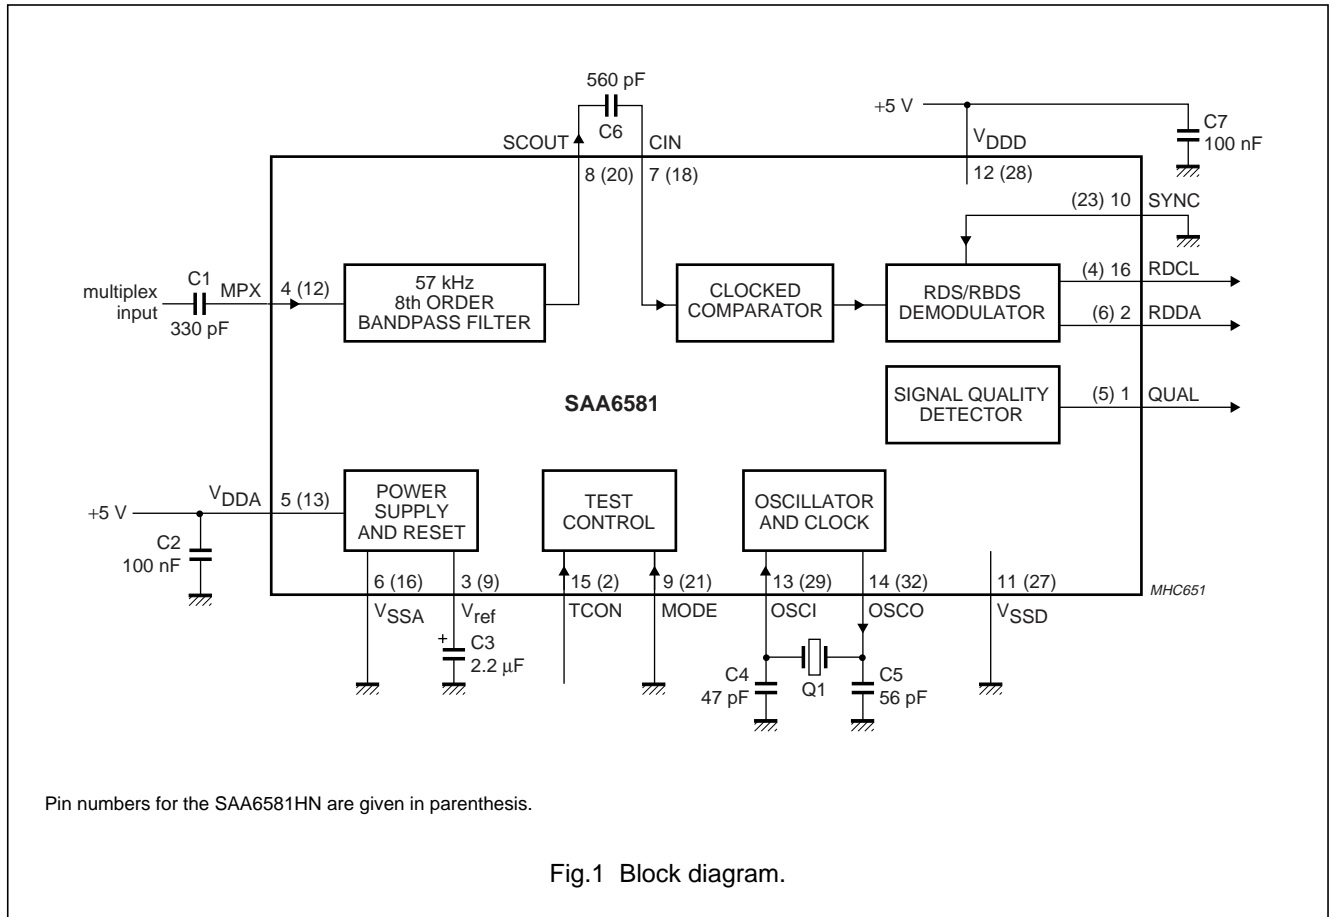 560 pF
C6
SCOUT
CIN
8 (20)
7 (18)
+5 V
VDDD
12 (28)
C7
100 nF
(23) 10
SYNC
multiplex
input
C1
330 pF
MPX
4 (12)
57 kHz
8th ORDER
BANDPASS FILTER
CLOCKED
COMPARATOR
RDS/RBDS
DEMODULATOR
(4) 16
RDCL
(6) 2
RDDA
SAA6581
SIGNAL QUALITY
DETECTOR
(5) 1
QUAL
+5 V
VDDA
5 (13)
C2
100 nF
POWER
SUPPLY
AND RESET
TEST
CONTROL
OSCILLATOR
AND CLOCK
6 (16)
3 (9)
15 (2)
9 (21)
13 (29)
14 (32)
11 (27)
MHC651
VSSA
Vref
TCON
MODE
OSCI
OSCO
VSSD
+
C3
2.2 μF
C4
47 pF
Q1
C5
56 pF
Pin numbers for the SAA6581HN are given in parenthesis.
Fig.1 Block diagram.